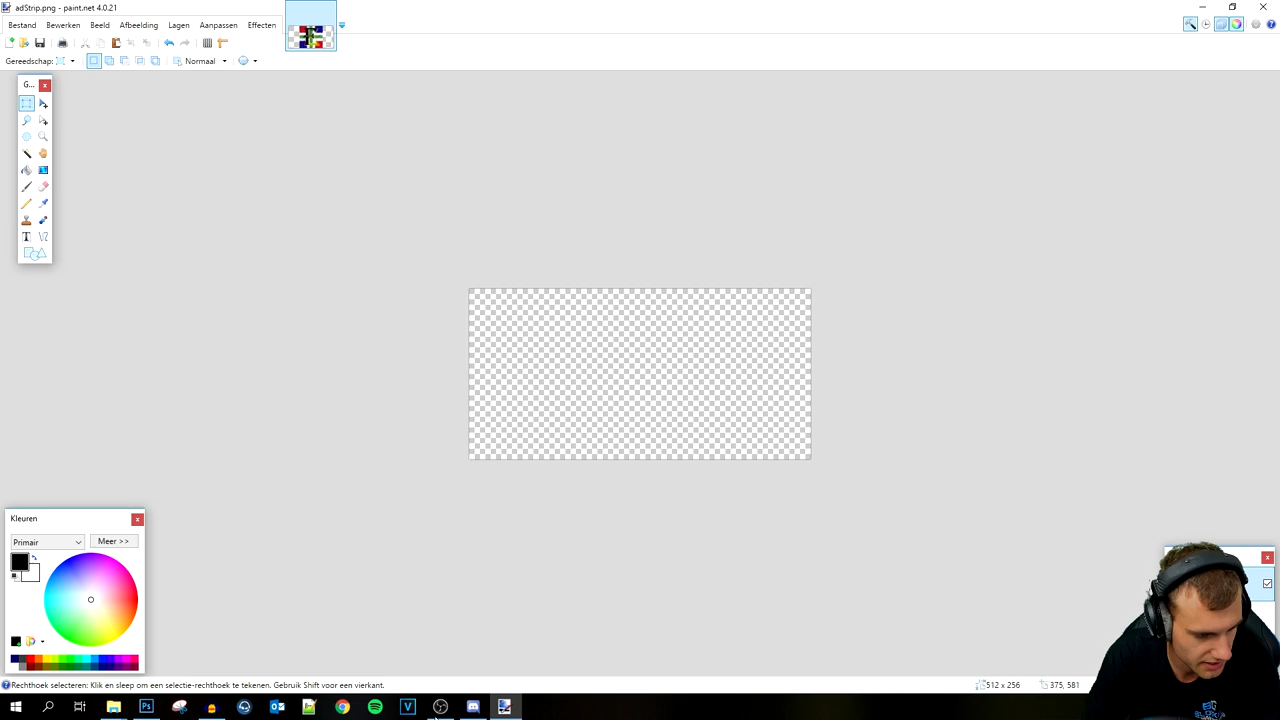 adStrip.png - paint.net 4.0.21
Bestand Bewerken Beeld Afbeelding Lagen Aanpassen Effecten
Gereedschap: Normaal
G...
T
Kleuren
Primair Meer >>
Rechthoek selecteren: Klik en sleep om een selectie-rechthoek te tekenen. Gebruik Shift voor een vierkant. 512 x 256 375, 581
Ps V